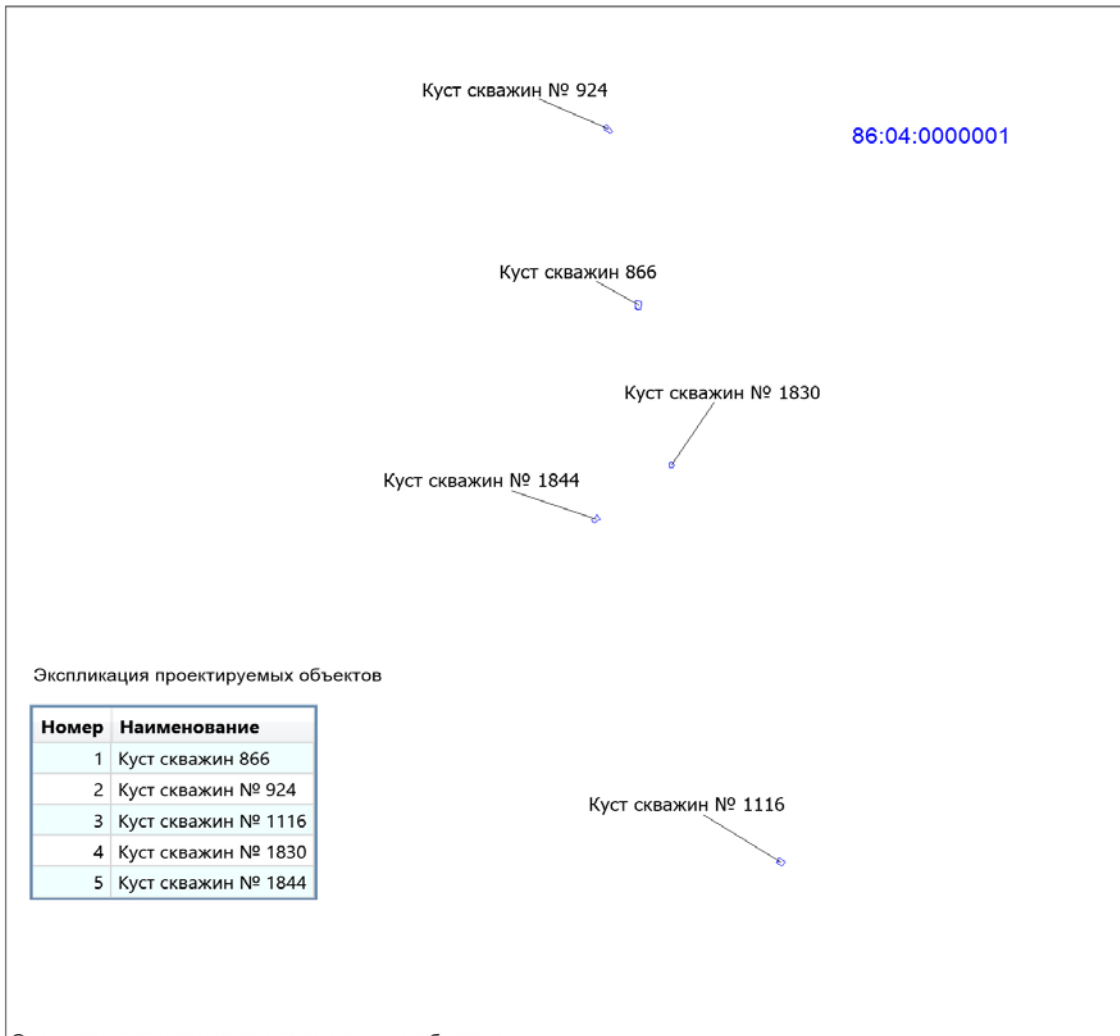 Куст скважин № 924
86:04:0000001
Куст скважин 866
Куст скважин № 1830
Куст скважин № 1844
Экспликация проектируемых объектов
Номер Наименование
1 Куст скважин 866
2 Куст скважин № 924
3 Куст скважин № 1116
4 Куст скважин № 1830
5 Куст скважин № 1844
Куст скважин № 1116